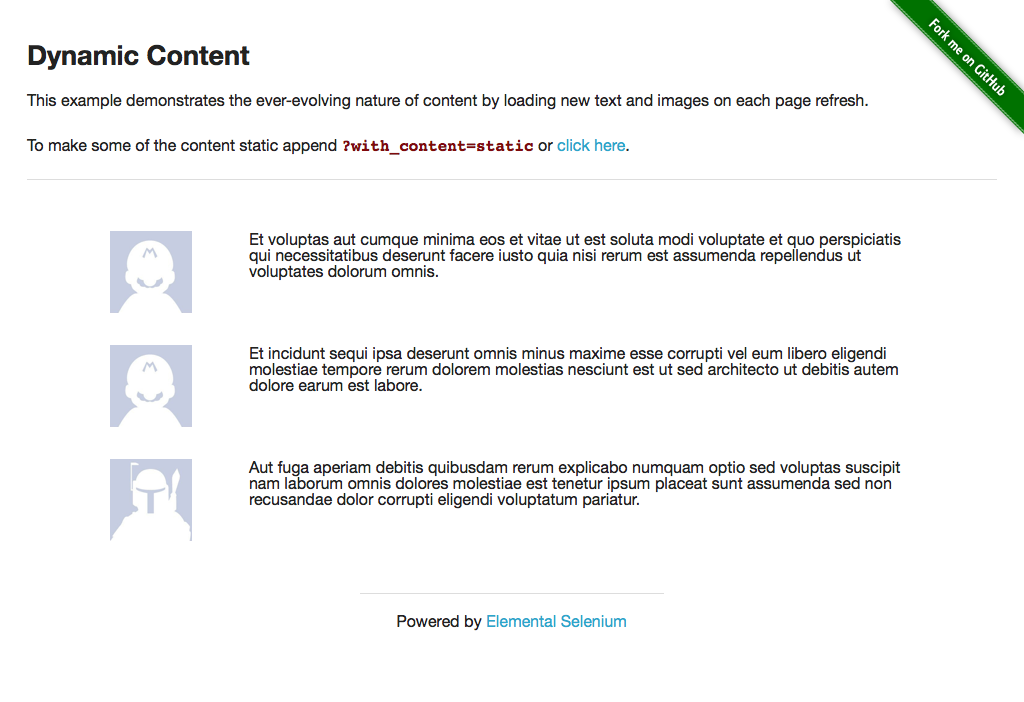 Fork me on GitHub
Dynamic Content
This example demonstrates the ever-evolving nature of content by loading new text and images on each page refresh.
To make some of the content static append ?with_content=static or click here.
Et voluptas aut cumque minima eos et vitae ut est soluta modi voluptate et quo perspiciatis
qui necessitatibus deserunt facere iusto quia nisi rerum est assumenda repellendus ut
voluptates dolorum omnis.
Et incidunt sequi ipsa deserunt omnis minus maxime esse corrupti vel eum libero eligendi
molestiae tempore rerum dolorem molestias nesciunt est ut sed architecto ut debitis autem
dolore earum est labore.
Aut fuga aperiam debitis quibusdam rerum explicabo numquam optio sed voluptas suscipit
nam laborum omnis dolores molestiae est tenetur ipsum placeat sunt assumenda sed non
recusandae dolor corrupti eligendi voluptatum pariatur.
Powered by Elemental Selenium